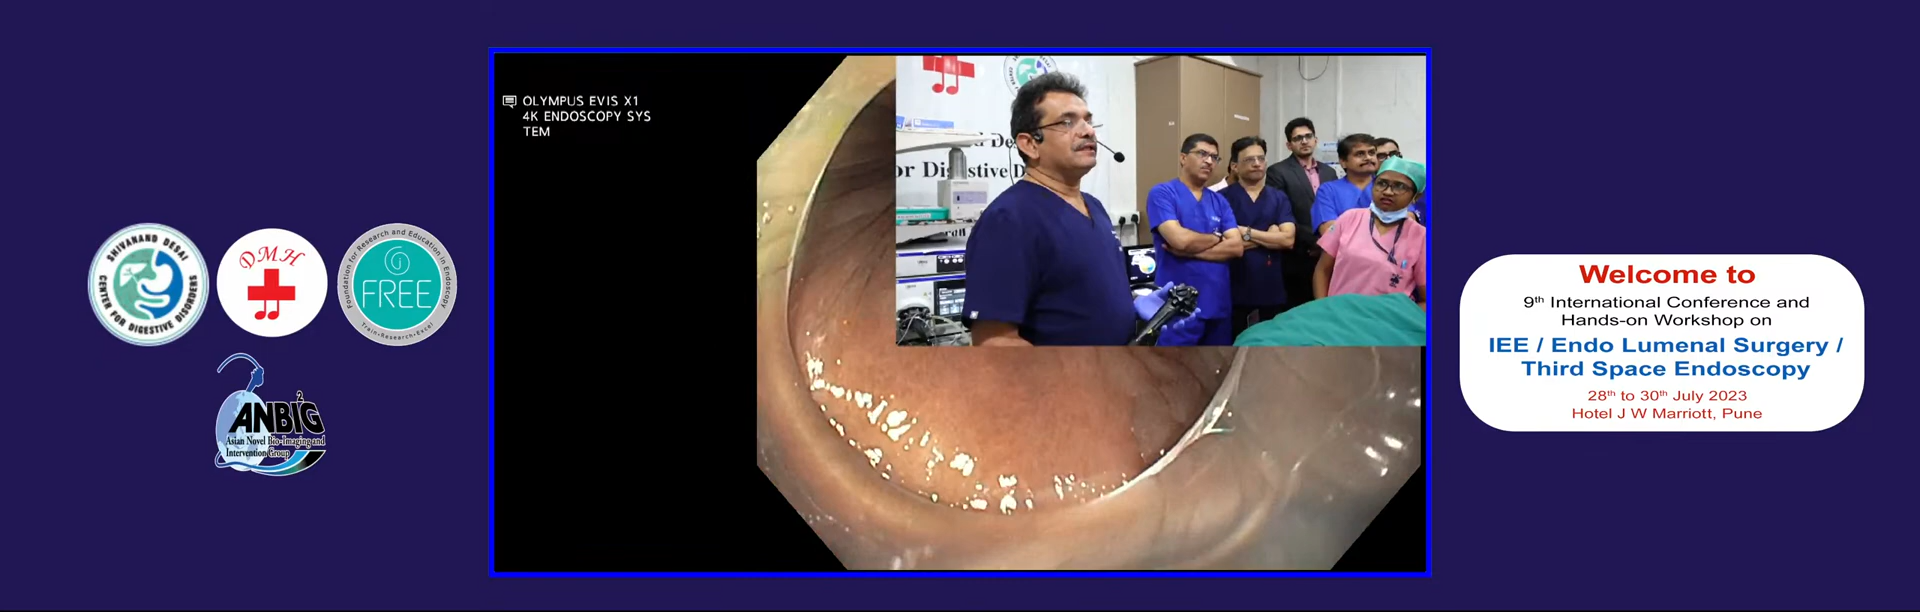 OLYMPUS EVIS X1
4K ENDOSCOPY SYS
TEM
or Digestive D
SHIVANAND DESAI
CENTER FOR DIGESTIVE DISORDERS
DMH
Foundation for Research and Education in Endoscopy
FREE
Train•Research•Excel
ANBIG2
Asian Novel Bio-Imaging and
Intervention Group
Welcome to
9th International Conference and
Hands-on Workshop on
IEE / Endo Lumenal Surgery /
Third Space Endoscopy
28th to 30th July 2023
Hotel J W Marriott, Pune